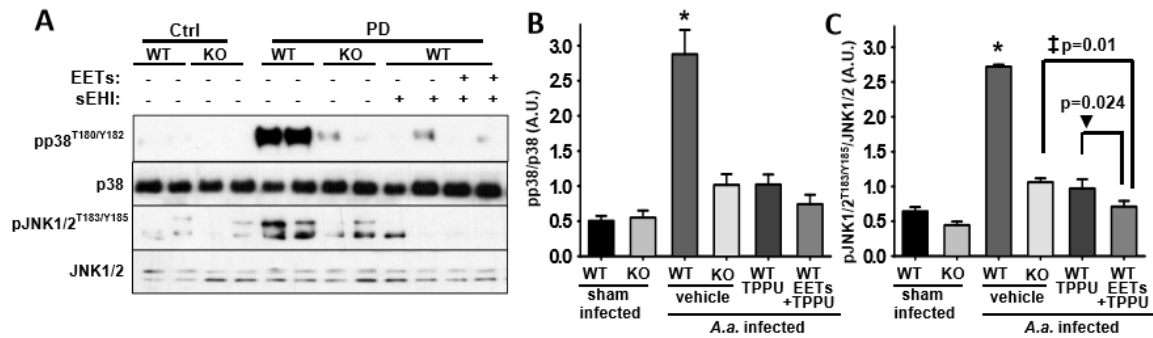 A
Ctrl PD
WT KO WT KO WT
EETs: - - - - - - - - - - + +
sEHI: - - - - - - - - + + + +
pp38T180/Y182
p38
pJNK1/2T183/Y185
JNK1/2
B
pp38/p38 (A.U.)
3.0
2.5
2.0
1.5
1.0
0.5
0.0
*
WT KO WT KO WT WT
TPPU EETs
+TPPU
sham
infected
vehicle
A.a. infected
C
pJNK1/2T183/Y185/JNK1/2 (A.U.)
3.0
2.5
2.0
1.5
1.0
0.5
0.0
*
‡ p=0.01
p=0.024
▼
WT KO WT KO WT WT
TPPU EETs
+TPPU
sham
infected
vehicle
A.a. infected